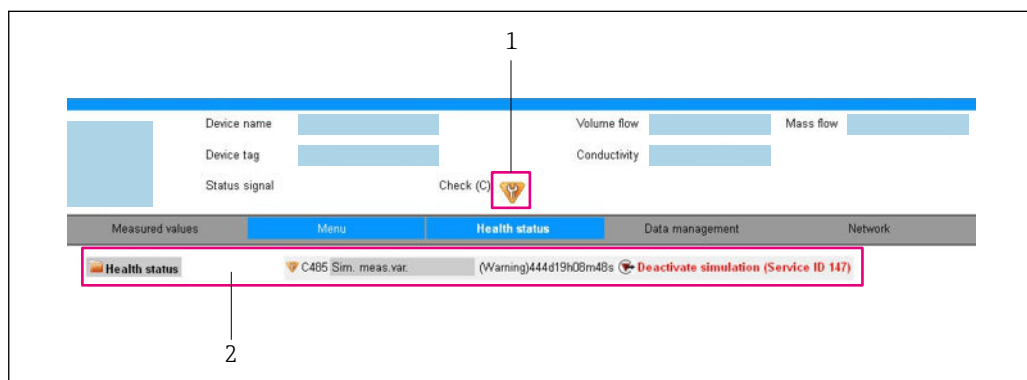 1
Device name Volume flow Mass flow
Device tag Conductivity
Status signal Check (C)
Measured values Menu Health status Data management Network
Health status C485 Sim. meas.var. (Warning)444d19h08m48s Deactivate simulation (Service ID 147)
2